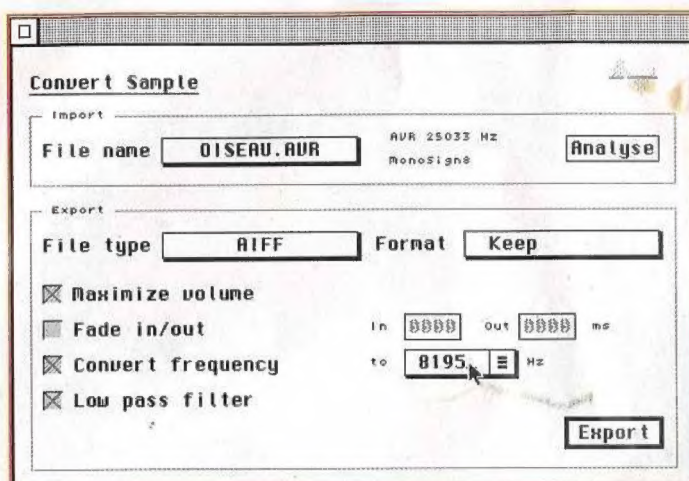 Convert Sample
Import
File name OISEAU.AVR AVR 25033 Hz Analyse
MonoSign8
Export
File type AIFF Format Keep
Maximize volume
Fade in/out In 0000 Out 0000 ms
Convert frequency to 8195 Hz
Low pass filter
Export